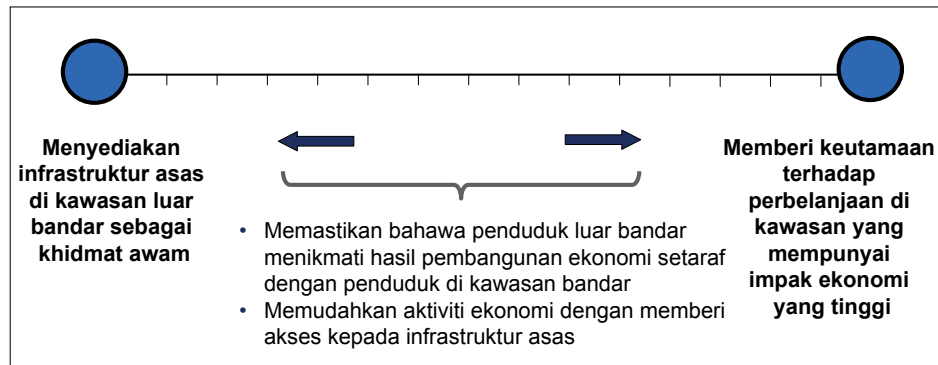 Menyediakan
infrastruktur asas
di kawasan luar
bandar sebagai
khidmat awam
• Memastikan bahawa penduduk luar bandar
menikmati hasil pembangunan ekonomi setaraf
dengan penduduk di kawasan bandar
• Memudahkan aktiviti ekonomi dengan memberi
akses kepada infrastruktur asas
Memberi keutamaan
terhadap
perbelanjaan di
kawasan yang
mempunyai
impak ekonomi
yang tinggi